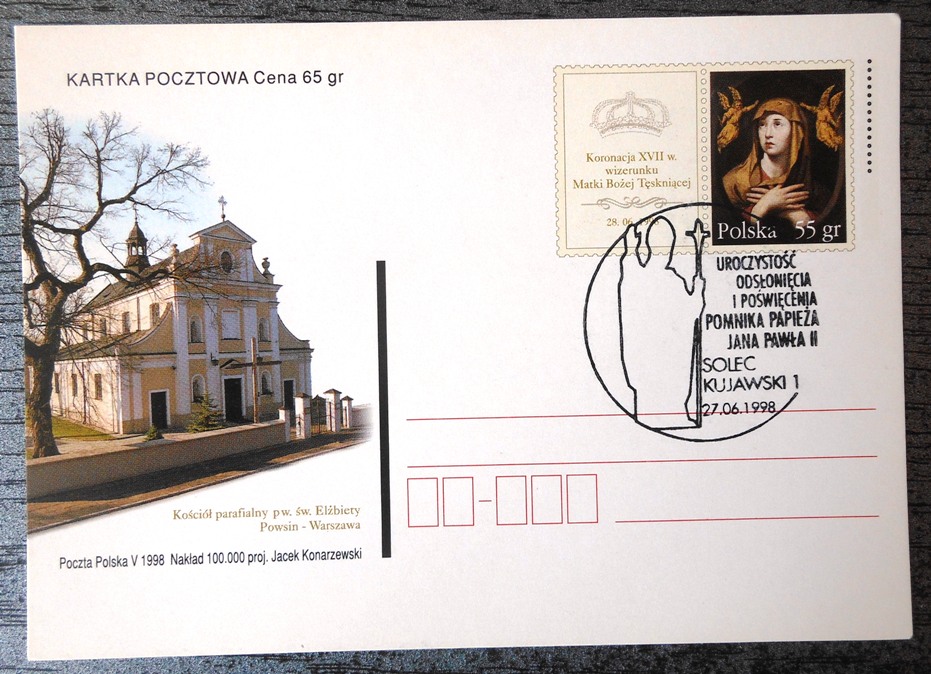 KARTKA POCZTOWA Cena 65 gr
Koronacja XVII w.
wizerunku
Matki Bożej Tęskniącej
28.06.1998
Polska 55 gr
UROCZYSTOŚĆ
ODSŁONIĘCIA
I POŚWIĘCENIA
POMNIKA PAPIEŻA
JANA PAWŁA II
SOLEC
KUJAWSKI 1
27.06.1998
Kościół parafialny pw. św. Elżbiety
Powsin - Warszawa
Poczta Polska V 1998 Nakład 100.000 proj. Jacek Konarzewski